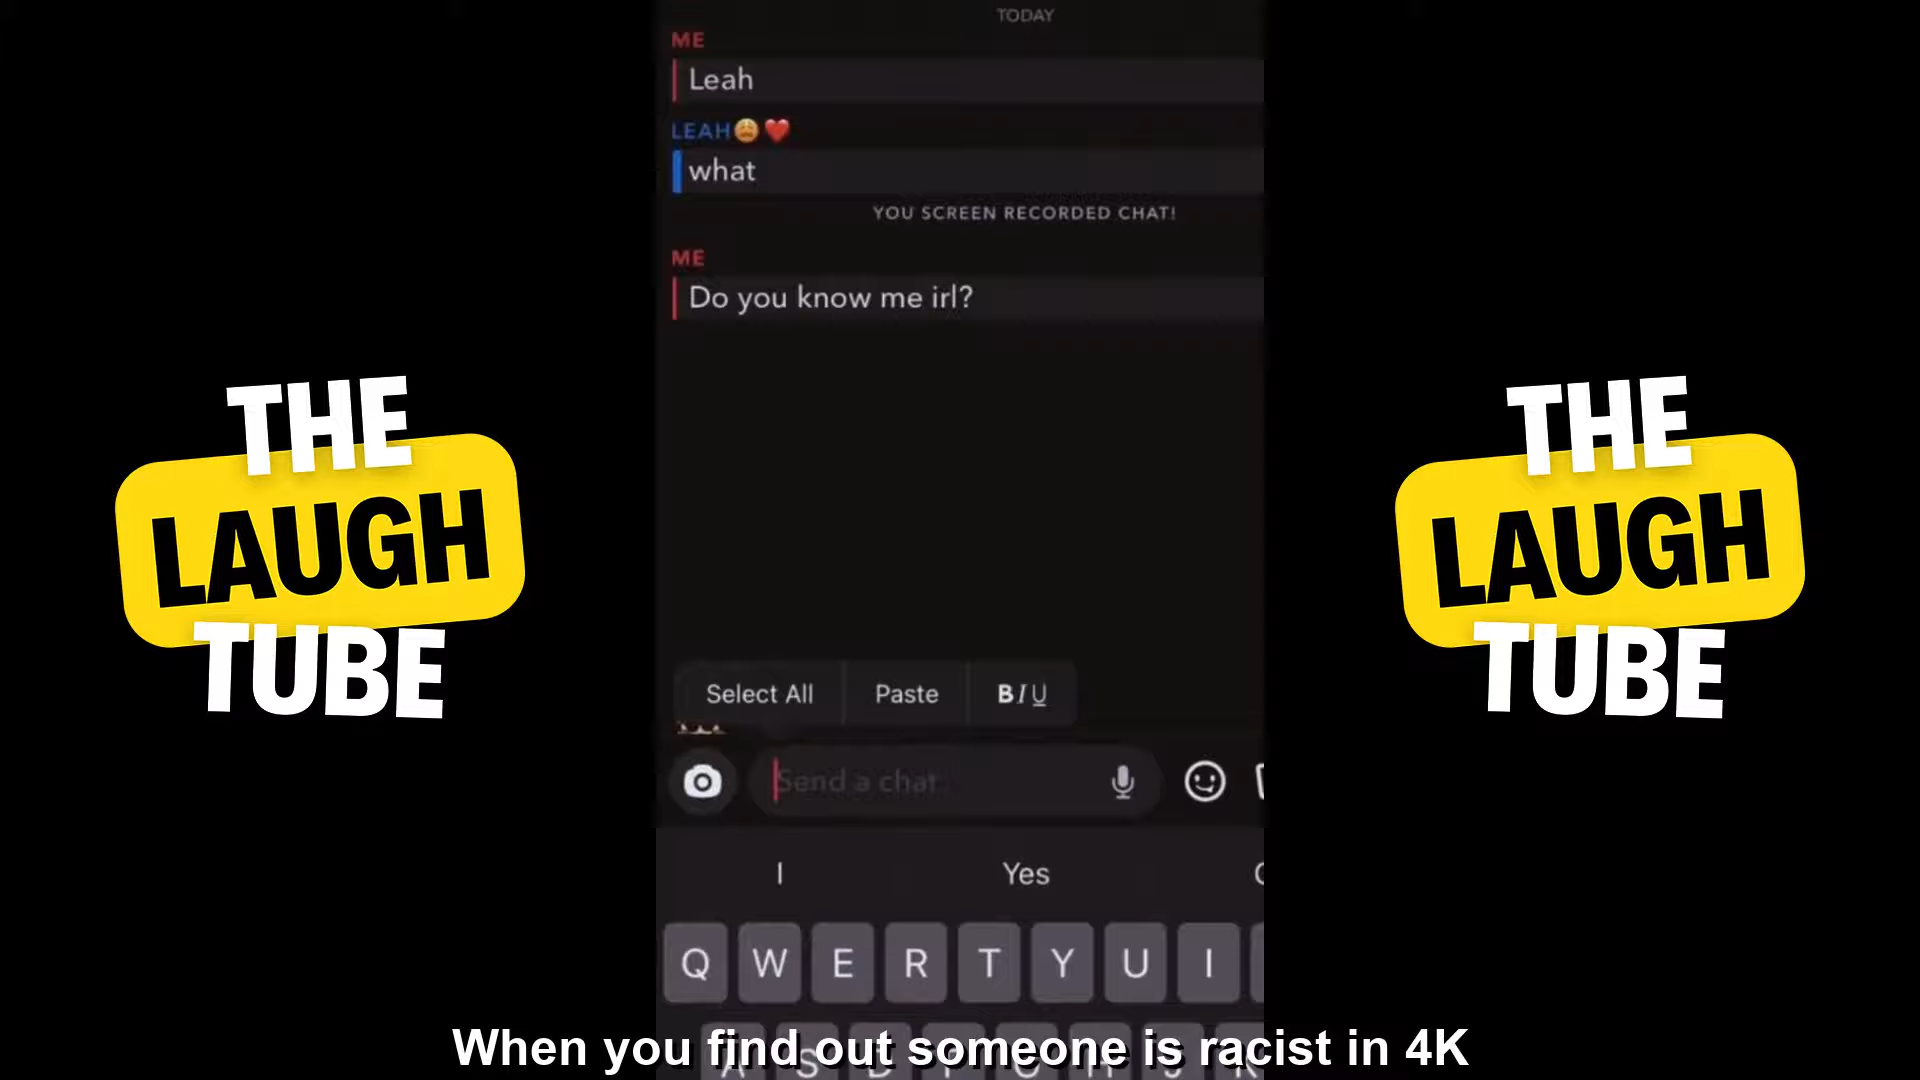 TODAY
ME
Leah
LEAH😩❤️
what
YOU SCREEN RECORDED CHAT!
ME
Do you know me irl?
THE
LAUGH
TUBE
THE
LAUGH
TUBE
Select All Paste BIU
Send a chat
I Yes
Q W E R T Y U I
When you find out someone is racist in 4K